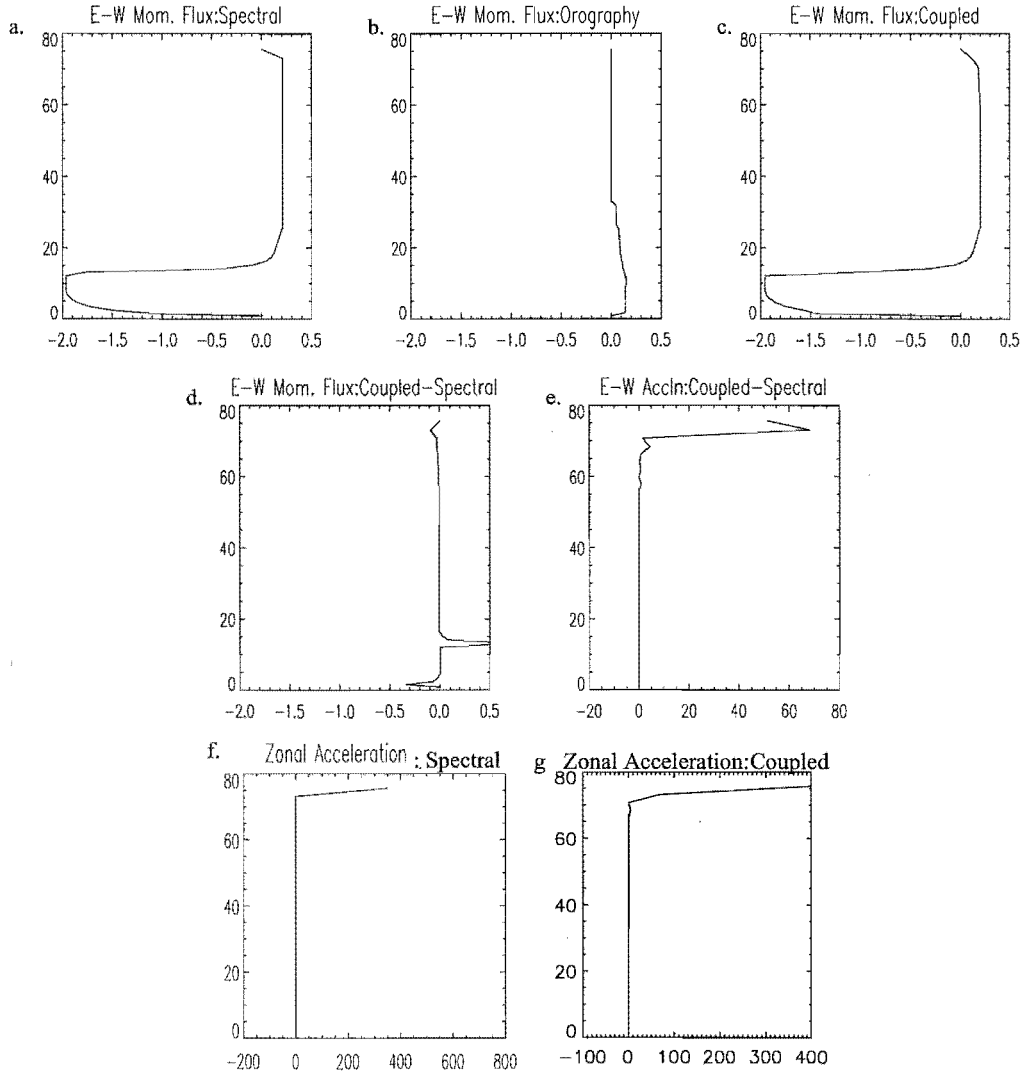 a. E-W Mom. Flux:Spectral
80
60
40
20
0
-2.0 -1.5 -1.0 -0.5 0.0 0.5
b. E-W Mom. Flux:Orography
80
60
40
20
0
-2.0 -1.5 -1.0 -0.5 0.0 0.5
c. E-W Mam. Flux:Coupled
80
60
40
20
0
-2.0 -1.5 -1.0 -0.5 0.0 0.5
d. E-W Mom. Flux:Coupled-Spectral
80
60
40
20
0
-2.0 -1.5 -1.0 -0.5 0.0 0.5
e. E-W Accln:Coupled-Spectral
80
60
40
20
0
-20 0 20 40 60 80
f. Zonal Acceleration : Spectral
80
60
40
20
0
-200 0 200 400 600 800
g Zonal Acceleration:Coupled
80
60
40
20
0
-100 0 100 200 300 400